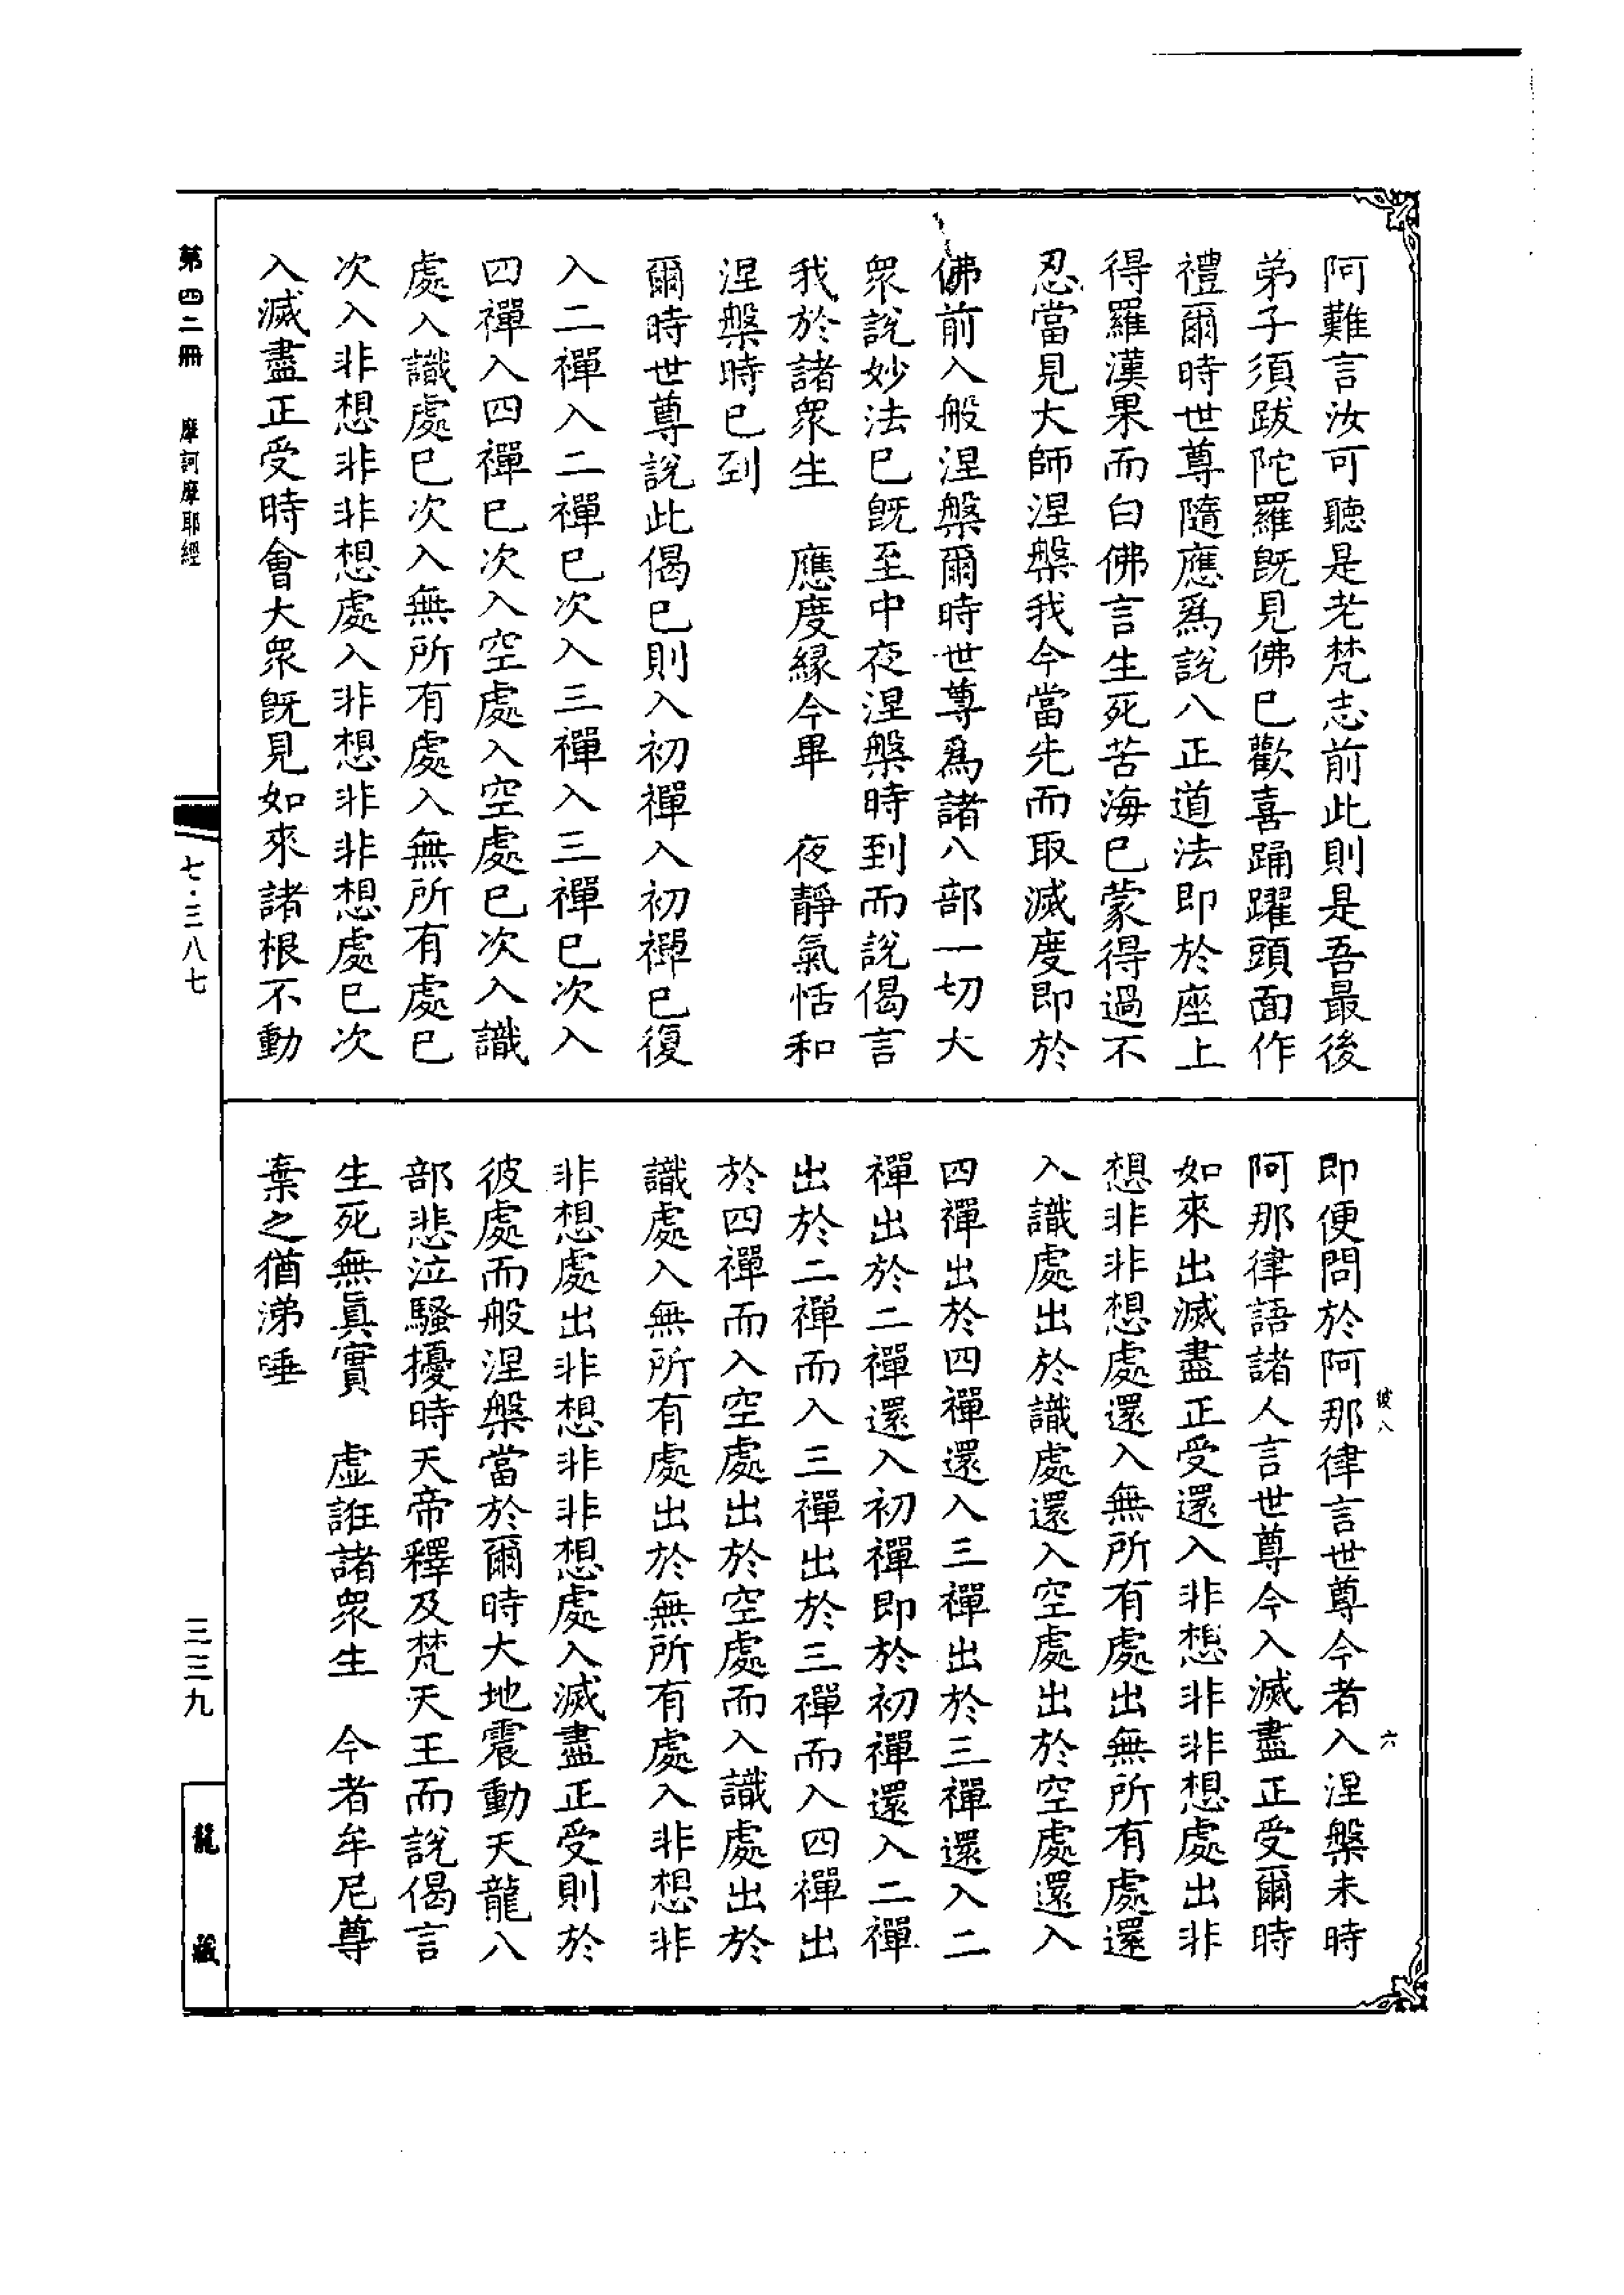 阿難言汝可聽是老梵志前此則是吾最後
弟子須跋陀羅旣見佛已歡喜踊躍頭面作
禮爾時世尊隨應爲說八正道法即於座上
得羅漢果而白佛言生死苦海已蒙得過不
忍當見大師涅槃我今當先而取滅度即於
佛前入般涅槃爾時世尊爲諸八部一切大
衆說妙法已旣至中夜涅槃時到而說偈言
我於諸衆生　應度緣今畢　夜靜氣恬和
涅槃時已到
爾時世尊說此偈已則入初禪入初禪已復
入二禪入二禪已次入三禪入三禪已次入
四禪入四禪已次入空處入空處已次入識
處入識處已次入無所有處入無所有處已
次入非想非非想處入非想非非想處已次
入滅盡正受時會大衆旣見如來諸根不動
即便問於阿那律言世尊今者入涅槃未時
阿那律語諸人言世尊今入滅盡正受爾時
如來出滅盡正受還入非想非非想處出非
想非非想處還入無所有處出無所有處還
入識處出於識處還入空處出於空處還入
四禪出於四禪還入三禪出於三禪還入二
禪出於二禪還入初禪即於初禪還入二禪
出於二禪而入三禪出於三禪而入四禪出
於四禪而入空處出於空處而入識處出於
識處入無所有處出於無所有處入非想非
非想處出非想非非想處入滅盡正受則於
彼處而般涅槃當於爾時大地震動天龍八
部悲泣騷擾時天帝釋及梵天王而說偈言
生死無眞實　虛誑諸衆生　今者牟尼尊
棄之猶涕唾
彼八
六
第四二冊　摩訶摩耶經
七·三八七
三三九
龍藏